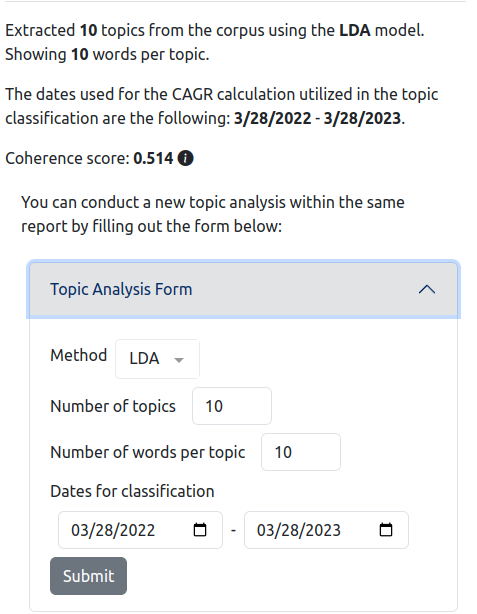 Extracted 10 topics from the corpus using the LDA model.
Showing 10 words per topic.
The dates used for the CAGR calculation utilized in the topic
classification are the following: 3/28/2022 - 3/28/2023.
Coherence score: 0.514
You can conduct a new topic analysis within the same
report by filling out the form below:
Topic Analysis Form
Method LDA
Number of topics 10
Number of words per topic 10
Dates for classification
03/28/2022 - 03/28/2023
Submit